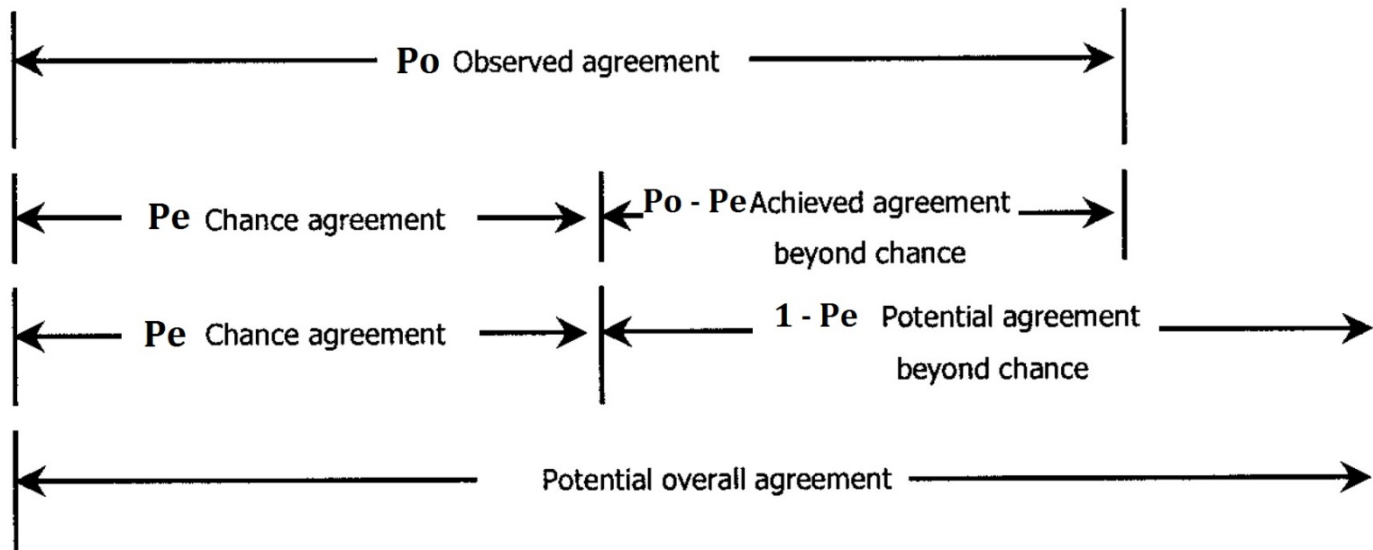 Po Observed agreement
Pe Chance agreement
Po - Pe Achieved agreement
beyond chance
Pe Chance agreement
1 - Pe Potential agreement
beyond chance
Potential overall agreement